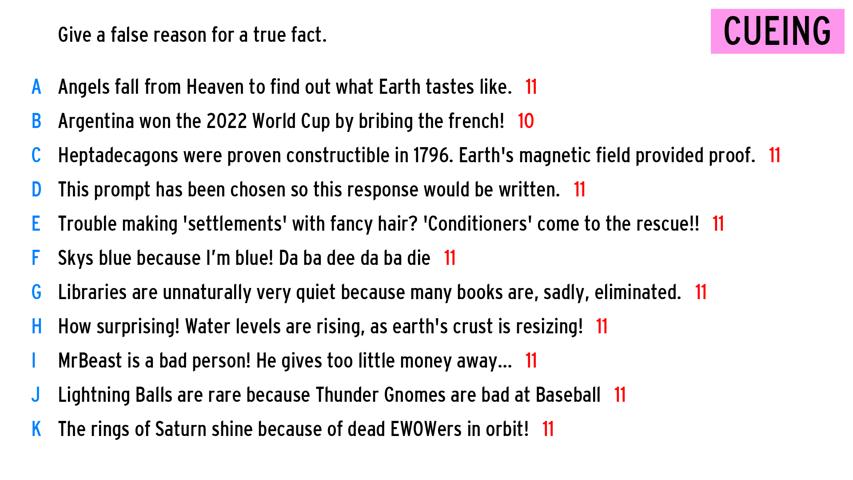 CUEING
Give a false reason for a true fact.
A Angels fall from Heaven to find out what Earth tastes like. 11
B Argentina won the 2022 World Cup by bribing the french! 10
C Heptadecagons were proven constructible in 1796. Earth's magnetic field provided proof. 11
D This prompt has been chosen so this response would be written. 11
E Trouble making 'settlements' with fancy hair? 'Conditioners' come to the rescue!! 11
F Skys blue because I’m blue! Da ba dee da ba die 11
G Libraries are unnaturally very quiet because many books are, sadly, eliminated. 11
H How surprising! Water levels are rising, as earth's crust is resizing! 11
I MrBeast is a bad person! He gives too little money away... 11
J Lightning Balls are rare because Thunder Gnomes are bad at Baseball 11
K The rings of Saturn shine because of dead EWOWers in orbit! 11